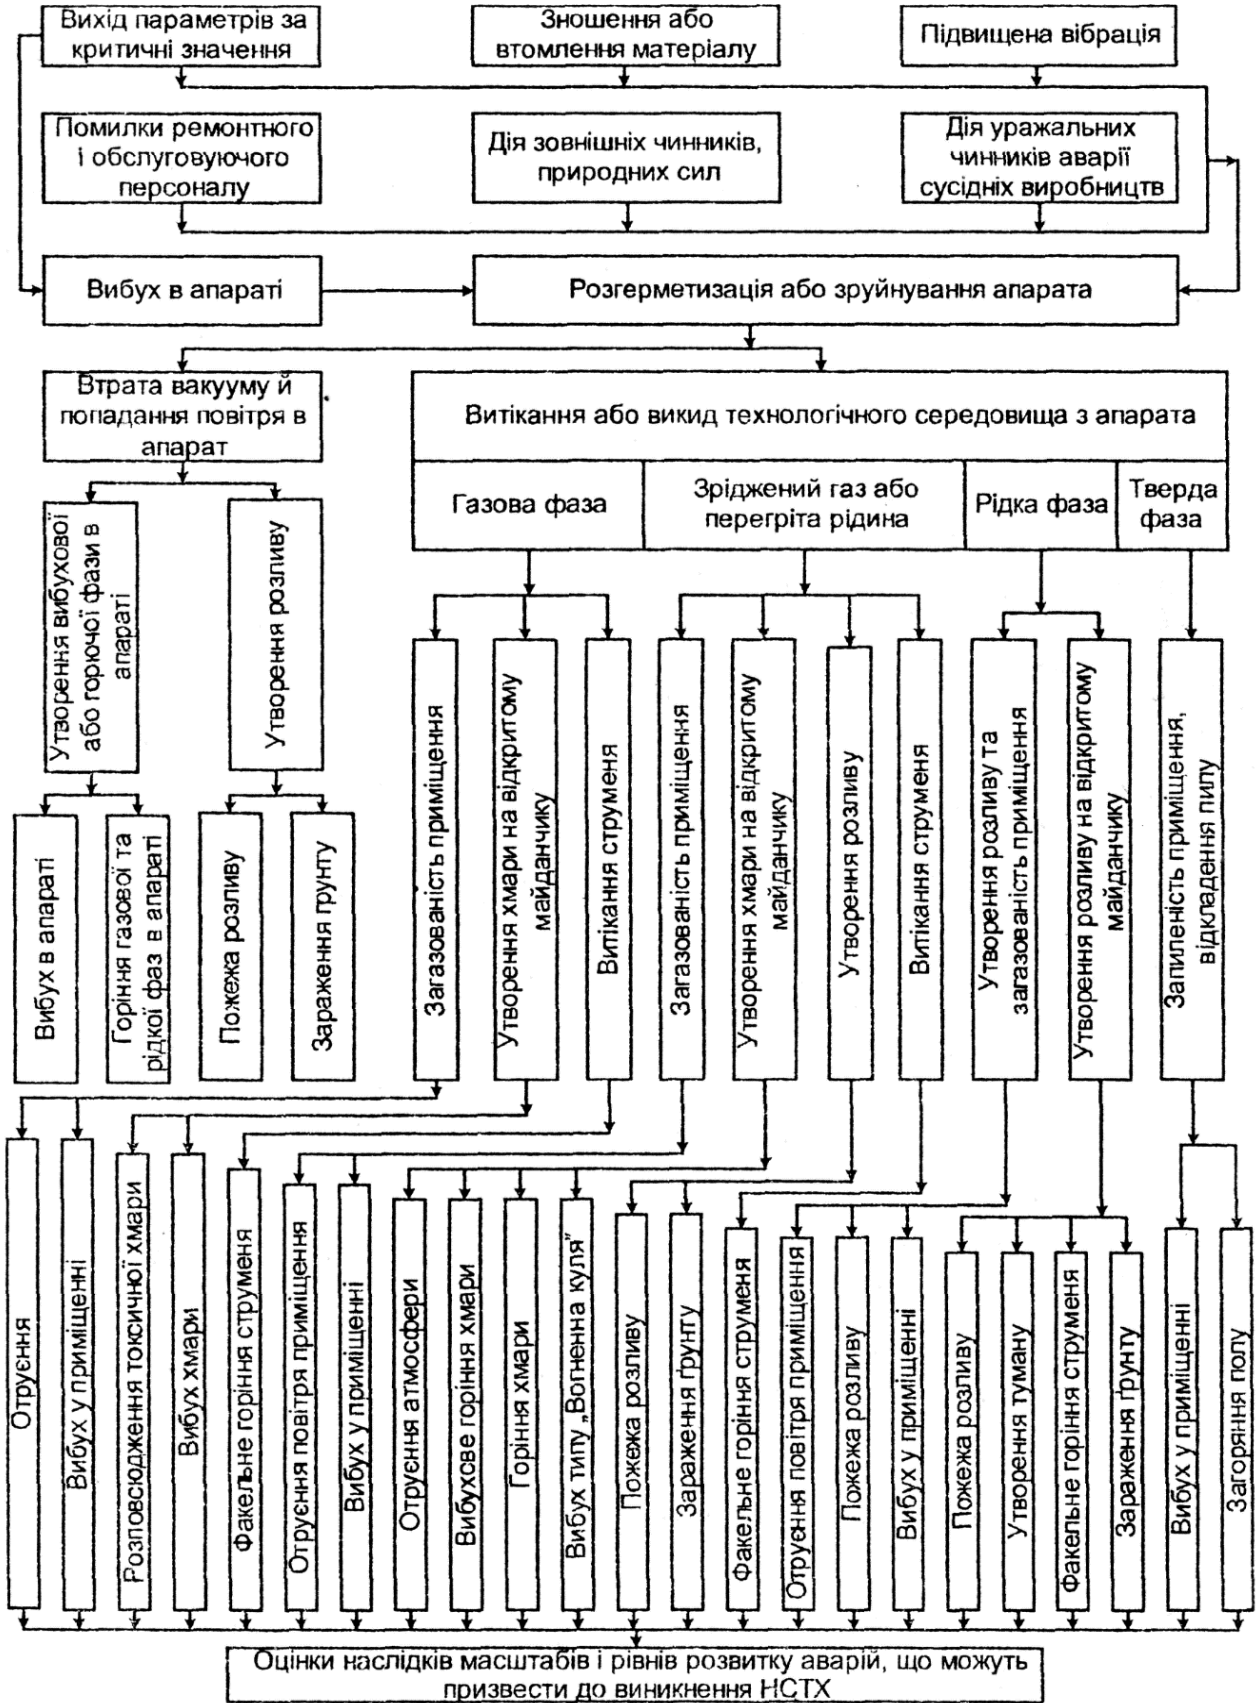 Вихід параметрів за
критичні значення
Зношення або
втомлення матеріалу
Підвищена вібрація
Помилки ремонтного
і обслуговуючого
персоналу
Дія зовнішніх чинників,
природних сил
Дія уражальних
чинників аварії
сусідніх виробництв
Вибух в апараті
Розгерметизація або зруйнування апарата
Втрата вакууму й
попадання повітря в
апарат
Витікання або викид технологічного середовища з апарата
Газова фаза
Зріджений газ або
перегріта рідина
Рідка фаза
Тверда
фаза
Утворення вибухової
або горючої фази в
апараті
Утворення розливу
Вибух в апараті
Горіння газової та
рідкої фаз в апараті
Пожежа розливу
Зараження ґрунту
Загазованість приміщення
Утворення хмари на відкритому
майданчику
Витікання струменя
Загазованість приміщення
Утворення хмари на відкритому
майданчику
Утворення розливу
Витікання струменя
Утворення розливу та
загазованість приміщення
Утворення розливу на відкритому
майданчику
Запиленість приміщення,
відкладення пилу
Отруєння
Вибух у приміщенні
Розповсюдження токсичної хмари
Вибух хмари
Факельне горіння струменя
Отруєння повітря приміщення
Вибух у приміщенні
Отруєння атмосфери
Вибухове горіння хмари
Горіння хмари
Вибух типу „Вогненна куля”
Пожежа розливу
Зараження ґрунту
Факельне горіння струменя
Отруєння повітря приміщення
Пожежа розливу
Вибух у приміщенні
Пожежа розливу
Утворення туману
Факельне горіння струменя
Зараження ґрунту
Вибух у приміщенні
Загоряння полу
Оцінки наслідків масштабів і рівнів розвитку аварій, що можуть
призвести до виникнення НСТХ